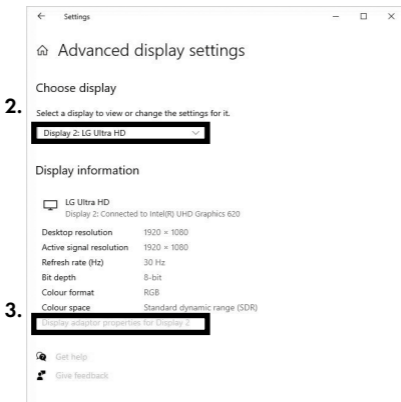 Settings
Advanced display settings
Choose display
2.
Select a display to view or change the settings for it.
Display 2: LG Ultra HD
Display information
LG Ultra HD
Display 2: Connected to Intel(R) UHD Graphics 620
Desktop resolution 1920 × 1080
Active signal resolution 1920 × 1080
Refresh rate (Hz) 30 Hz
Bit depth 8-bit
Colour format RGB
3.
Colour space Standard dynamic range (SDR)
Display adaptor properties for Display 2
Get help
Give feedback